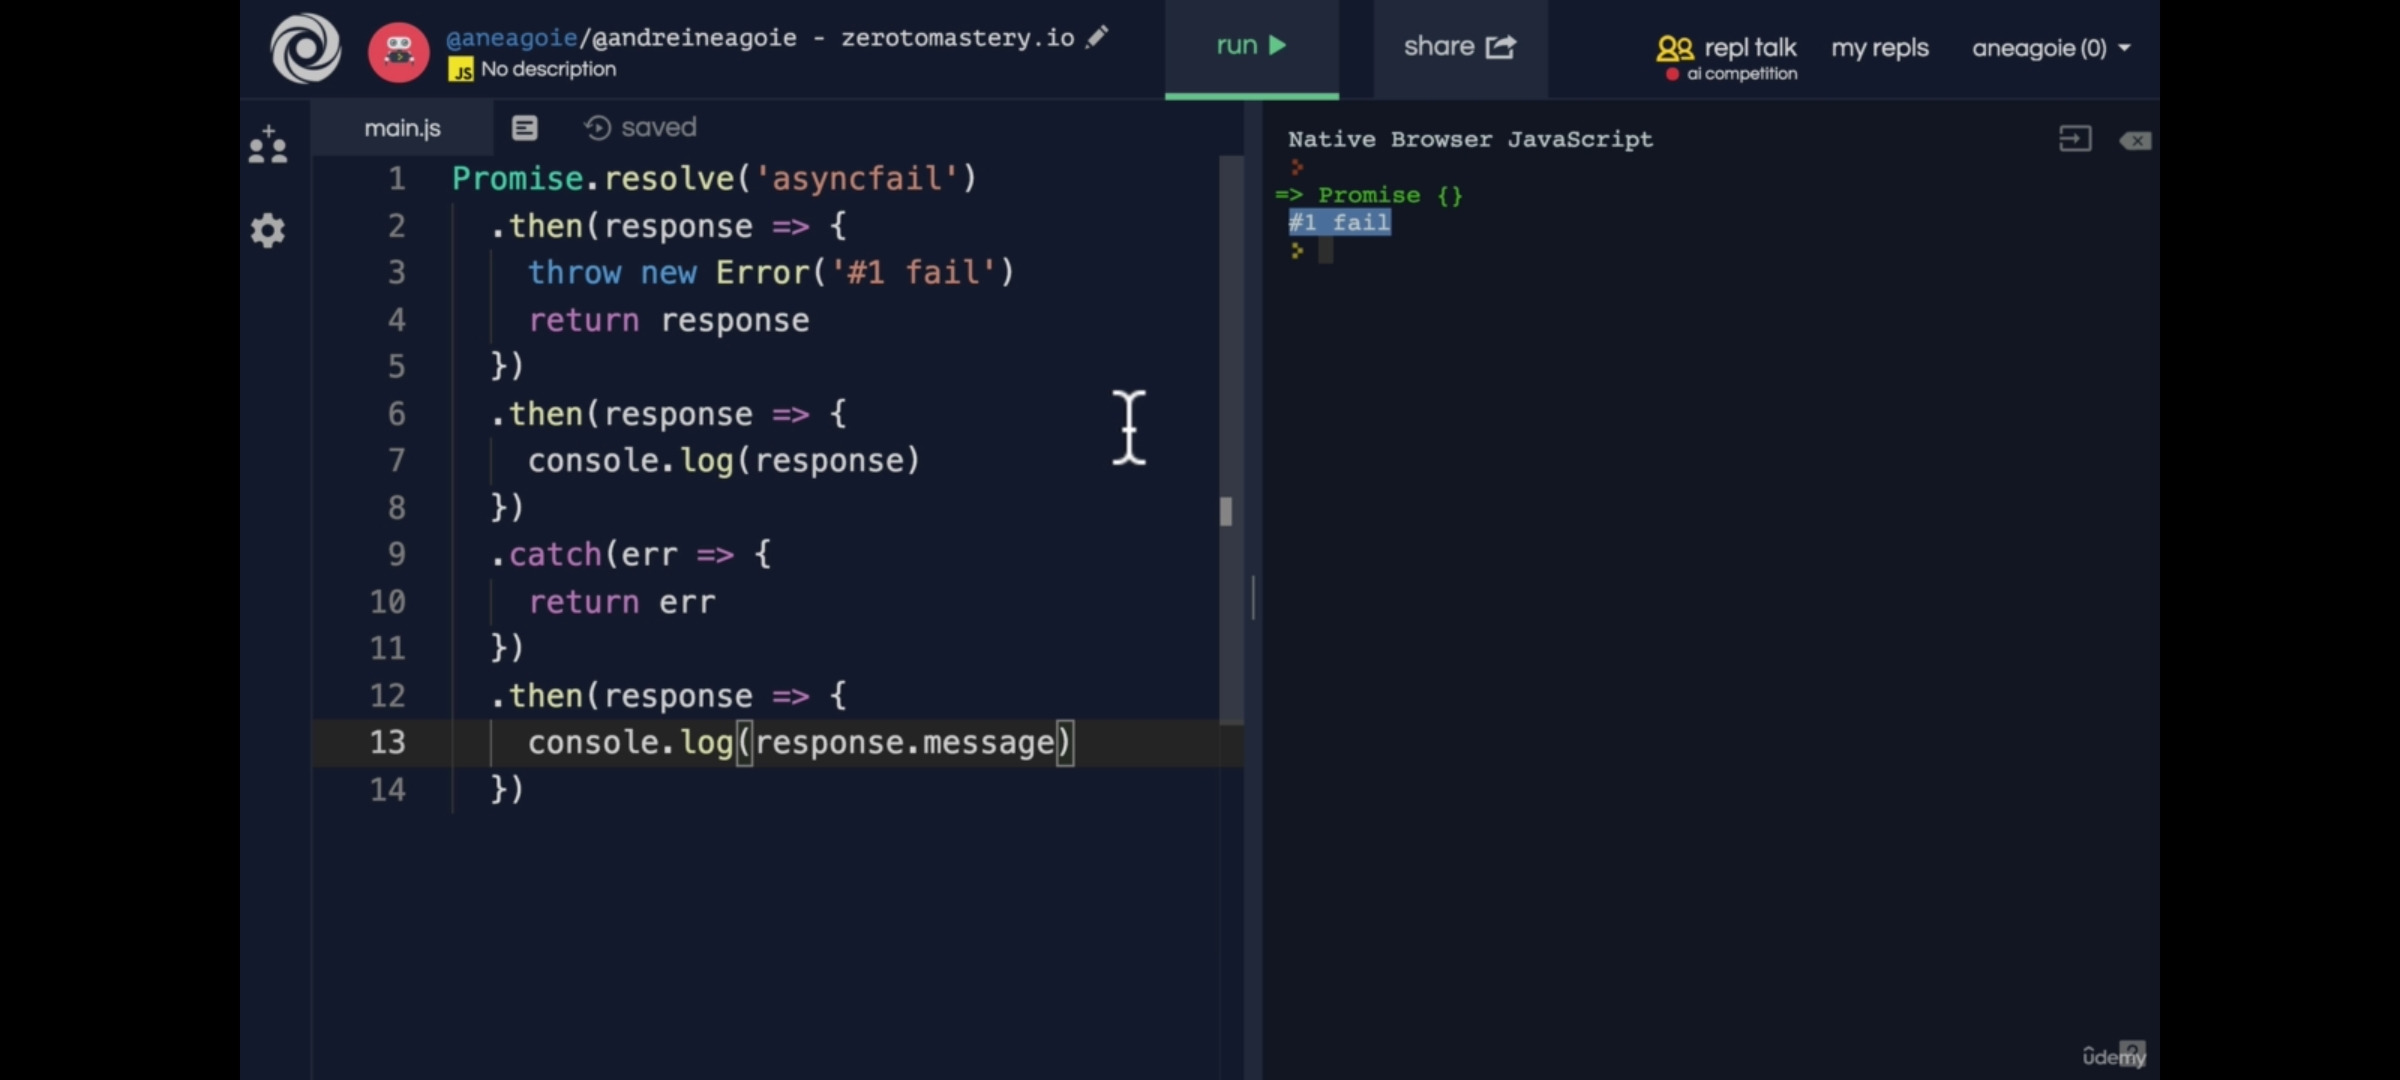 @aneagoie/@andreineagoie - zerotomastery.io
JS No description
run
share
repl talk
ai competition
my repls
aneagoie (0)
main.js
saved
1 Promise.resolve('asyncfail')
2 .then(response => {
3 throw new Error('#1 fail')
4 return response
5 })
6 .then(response => {
7 console.log(response)
8 })
9 .catch(err => {
10 return err
11 })
12 .then(response => {
13 console.log(response.message)
14 })
Native Browser JavaScript
=> Promise {}
#1 fail
ûdemy
?